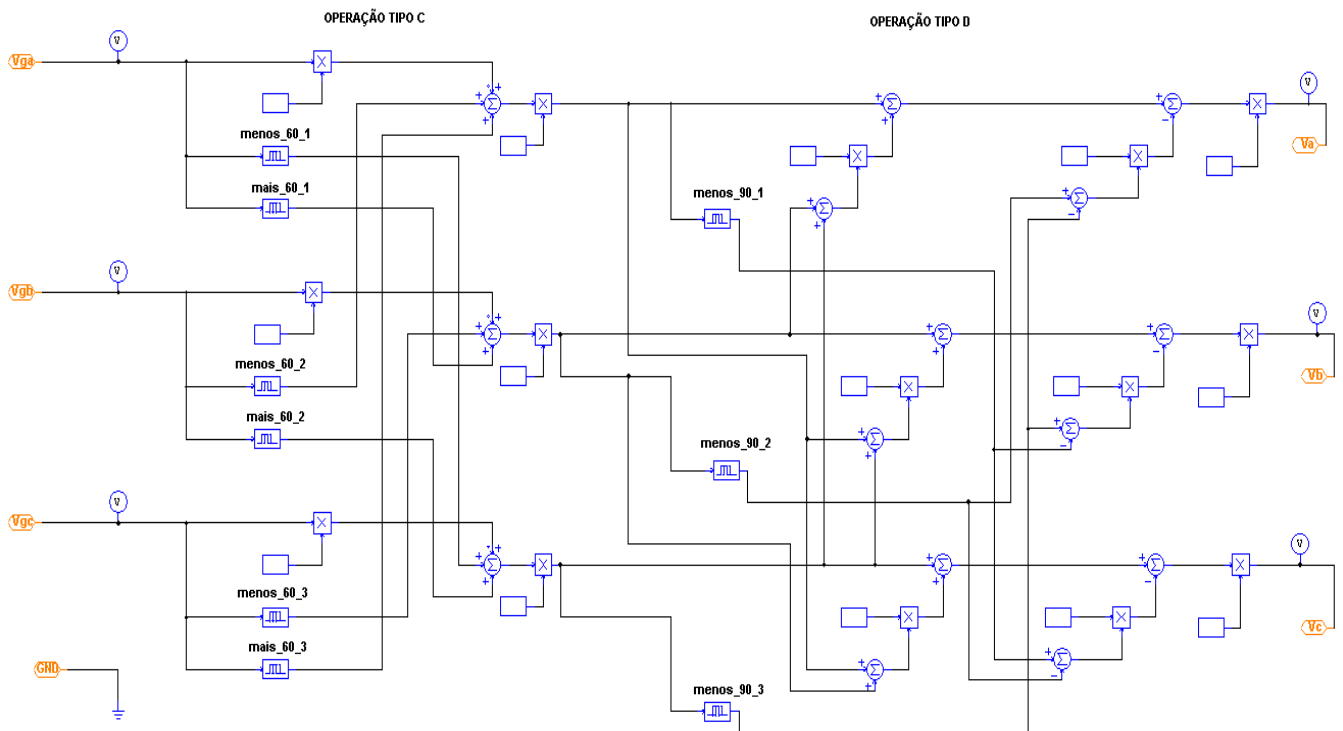 OPERAÇÃO TIPO C
OPERAÇÃO TIPO D
V
Vga
X
menos_60_1
mais_60_1
Σ
X
menos_90_1
Σ
X
Σ
Σ
X
Σ
X
V
Va
V
Vgb
X
menos_60_2
mais_60_2
Σ
X
menos_90_2
Σ
X
Σ
Σ
X
Σ
X
V
Vb
V
Vgc
X
menos_60_3
mais_60_3
Σ
X
menos_90_3
Σ
X
Σ
Σ
X
Σ
X
V
Vc
GND